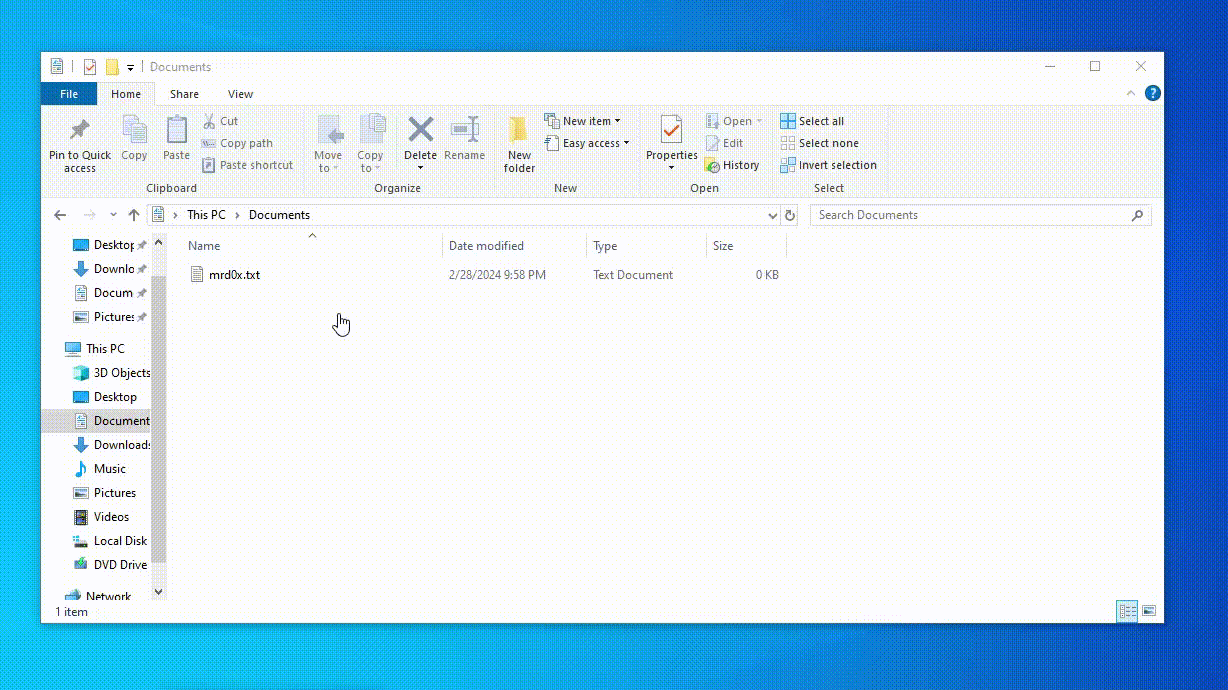 Documents
File Home Share View
Pin to Quick access
Copy
Paste
Cut
Copy path
Paste shortcut
Clipboard
Move to
Copy to
Delete
Rename
Organize
New folder
New item
Easy access
New
Properties
Open
Edit
History
Open
Select all
Select none
Invert selection
Select
This PC Documents
Search Documents
Name Date modified Type Size
mrd0x.txt 2/28/2024 9:58 PM Text Document 0 KB
Desktop
Downlo
Docum
Pictures
This PC
3D Objects
Desktop
Document
Downloads
Music
Pictures
Videos
Local Disk
DVD Drive
Network
1 item